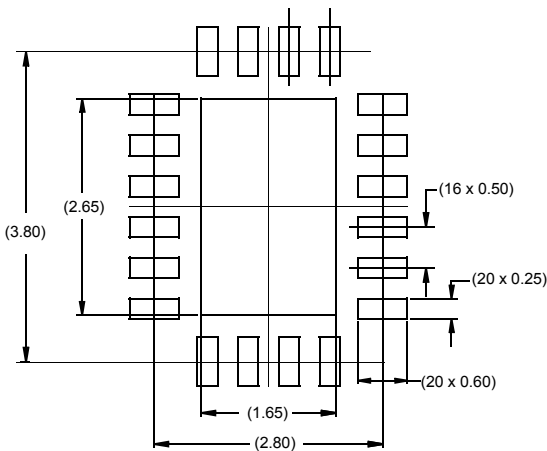 (16 x 0.50)
(2.65)
(3.80)
(20 x 0.25)
(20 x 0.60)
(1.65)
(2.80)